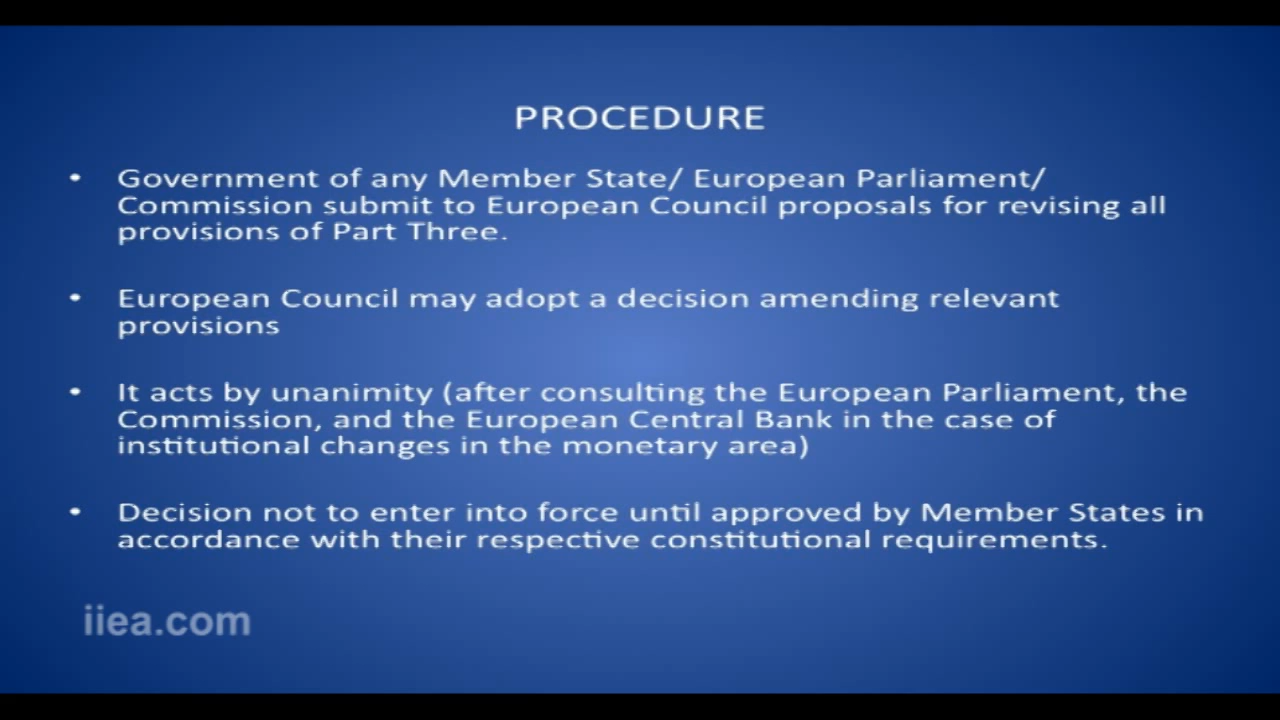 PROCEDURE
• Government of any Member State/ European Parliament/
Commission submit to European Council proposals for revising all
provisions of Part Three.
• European Council may adopt a decision amending relevant
provisions
• It acts by unanimity (after consulting the European Parliament, the
Commission, and the European Central Bank in the case of
institutional changes in the monetary area)
• Decision not to enter into force until approved by Member States in
accordance with their respective constitutional requirements.
iiea.com